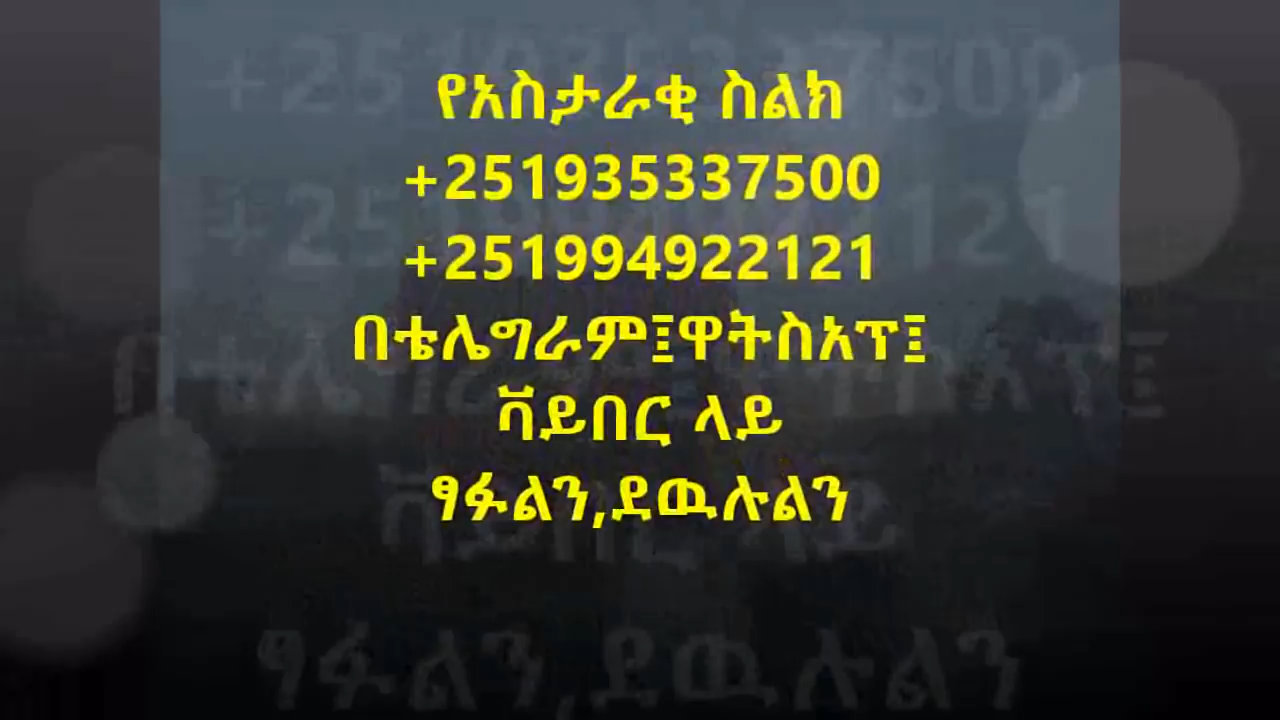 የአስታራቂ ስልክ
+251935337500
+251994922121
በቴሌግራም፤ዋትስአፕ፤
ቫይበር ላይ
ፃፉልን,ደዉሉልን